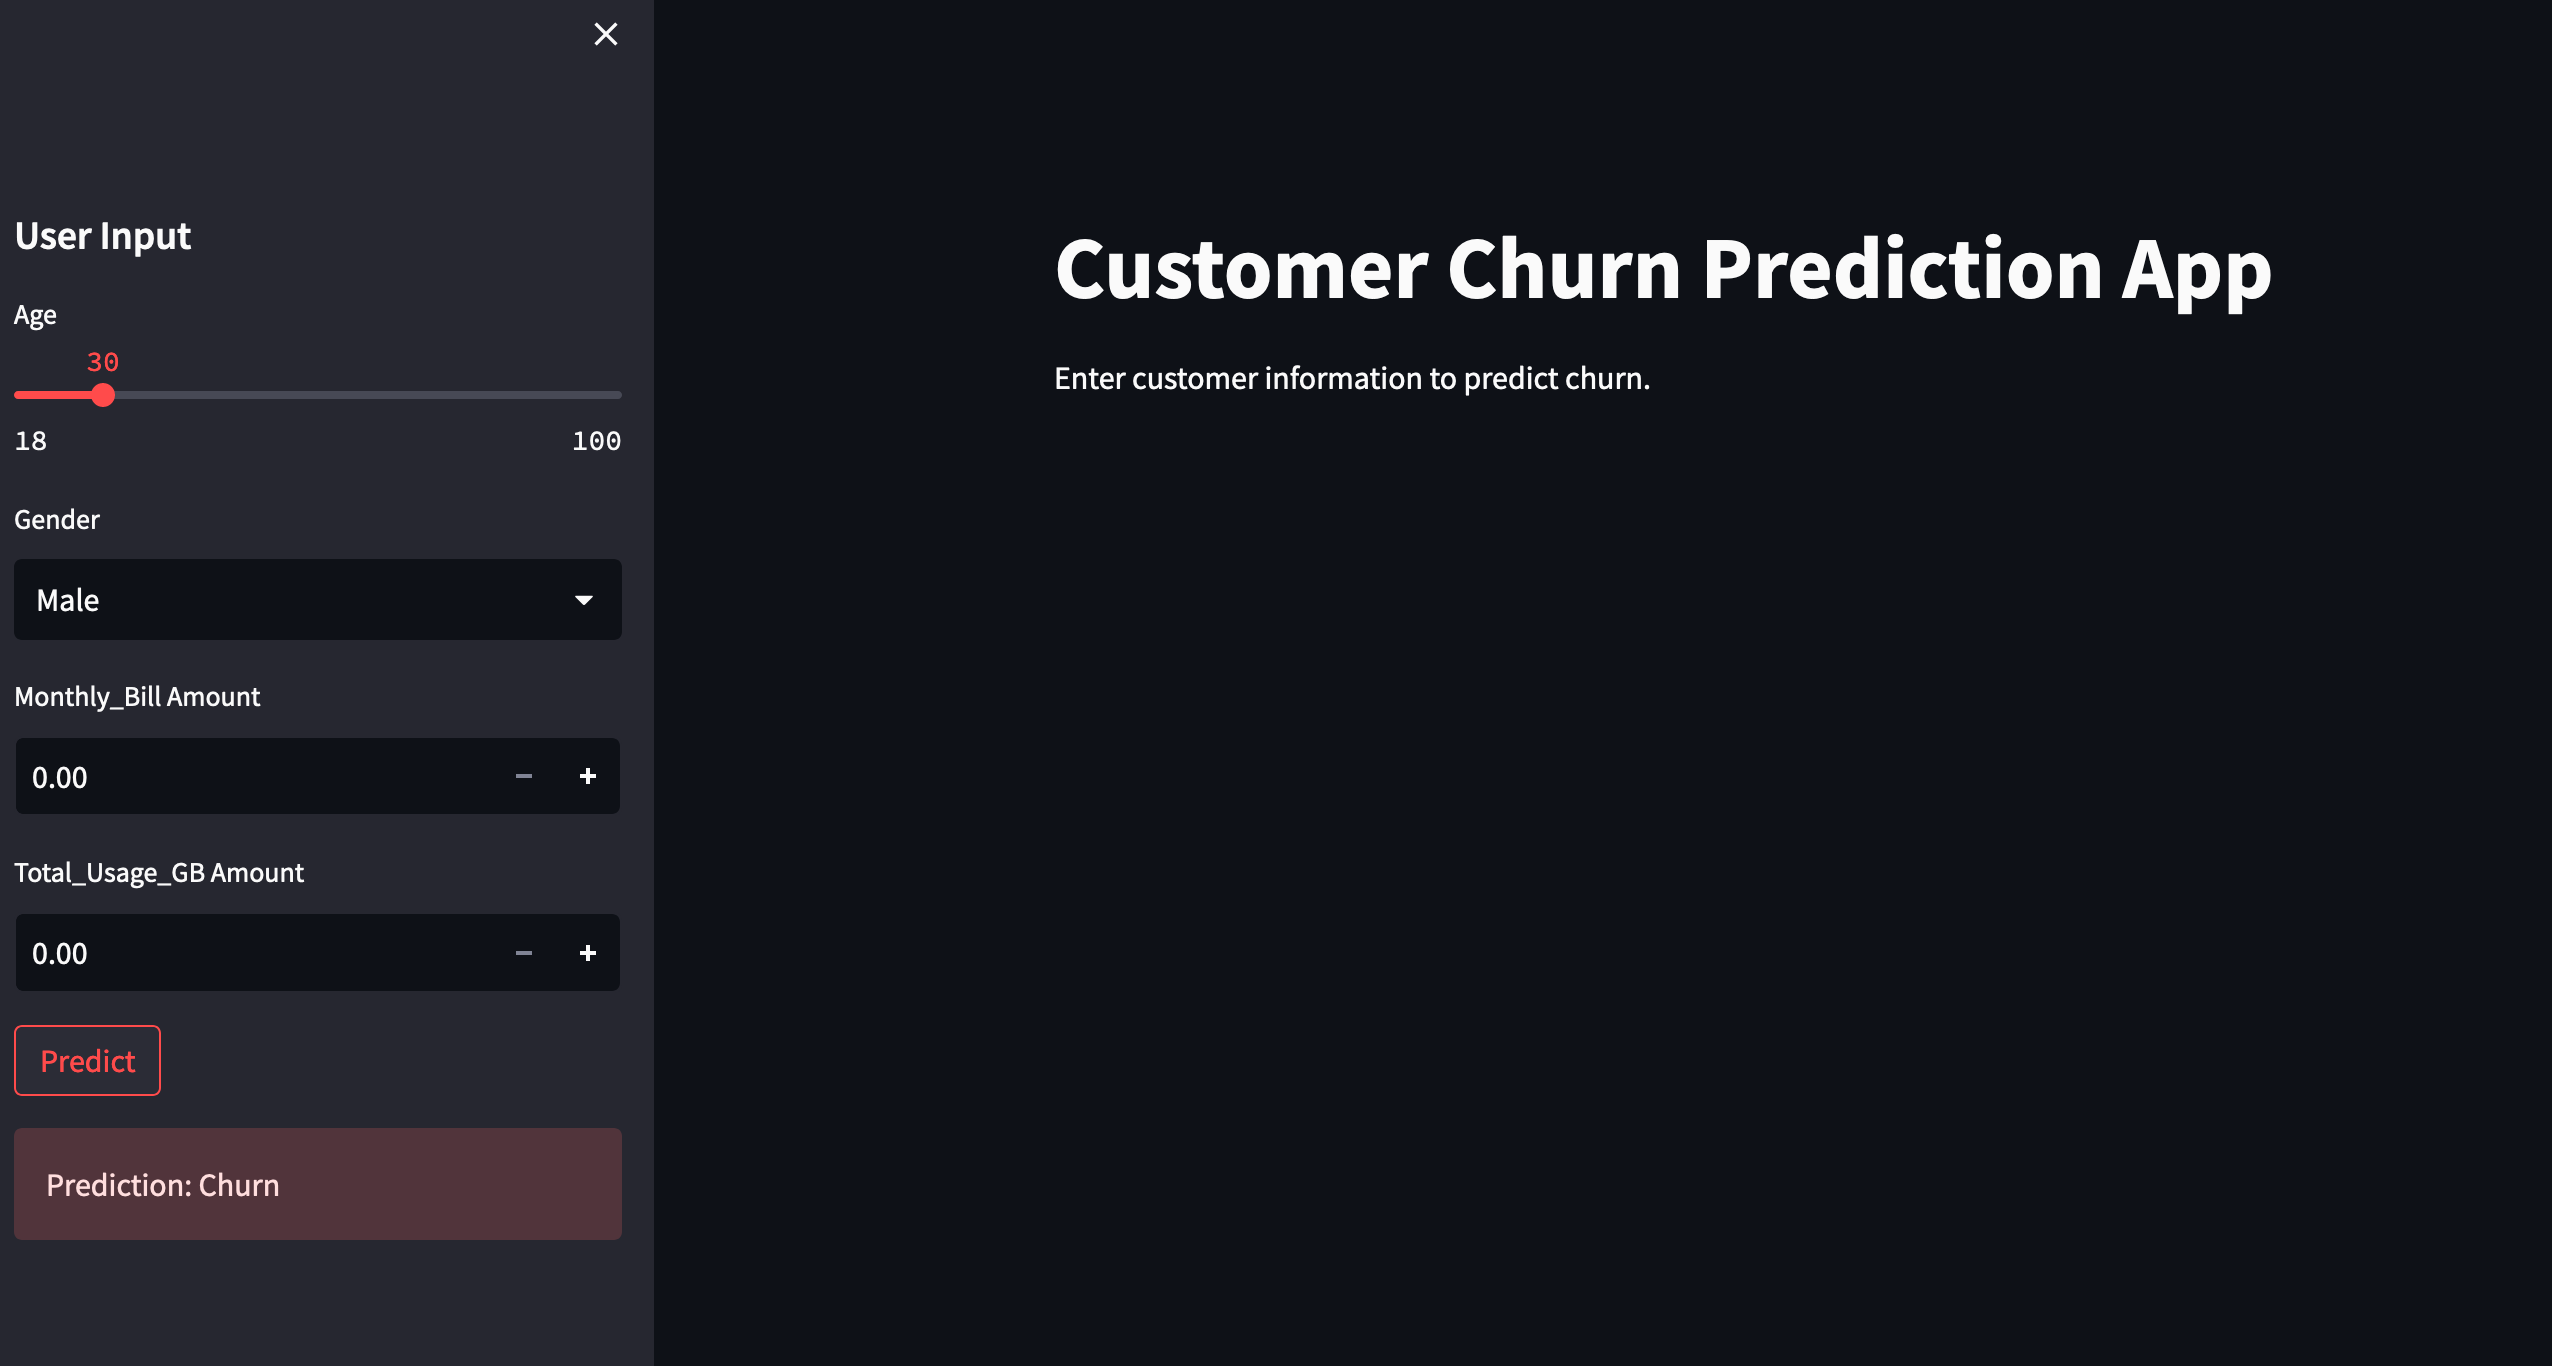 User Input
Age
30
18 100
Gender
Male
Monthly_Bill Amount
0.00
Total_Usage_GB Amount
0.00
Predict
Prediction: Churn
Customer Churn Prediction App
Enter customer information to predict churn.